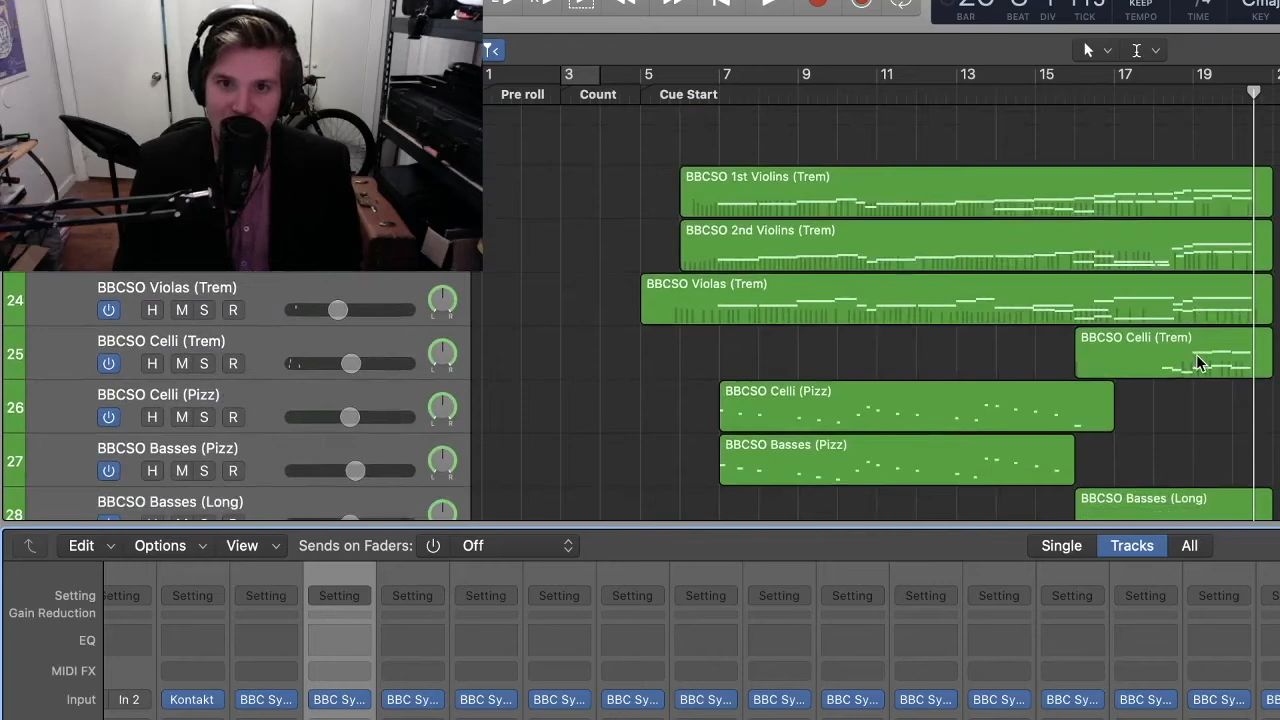 BAR BEAT DIV TICK KEEP TEMPO /4 TIME Cmaj KEY
1 3 5 7 9 11 13 15 17 19
Pre roll Count Cue Start
BBCSO 1st Violins (Trem)
BBCSO 2nd Violins (Trem)
24 BBCSO Violas (Trem)
H M S R L R
BBCSO Violas (Trem)
25 BBCSO Celli (Trem)
H M S R L R
BBCSO Celli (Trem)
26 BBCSO Celli (Pizz)
H M S R L R
BBCSO Celli (Pizz)
27 BBCSO Basses (Pizz)
H M S R L R
BBCSO Basses (Pizz)
28 BBCSO Basses (Long)
BBCSO Basses (Long)
Edit Options View Sends on Faders: Off Single Tracks All
Setting Setting Setting Setting Setting Setting Setting Setting Setting Setting Setting Setting Setting Setting Setting Setting
Gain Reduction
EQ
MIDI FX
Input In 2 Kontakt BBC Sy... BBC Sy... BBC Sy... BBC Sy... BBC Sy... BBC Sy... BBC Sy... BBC Sy... BBC Sy... BBC Sy... BBC Sy... BBC Sy... BBC Sy... BBC Sy... BB